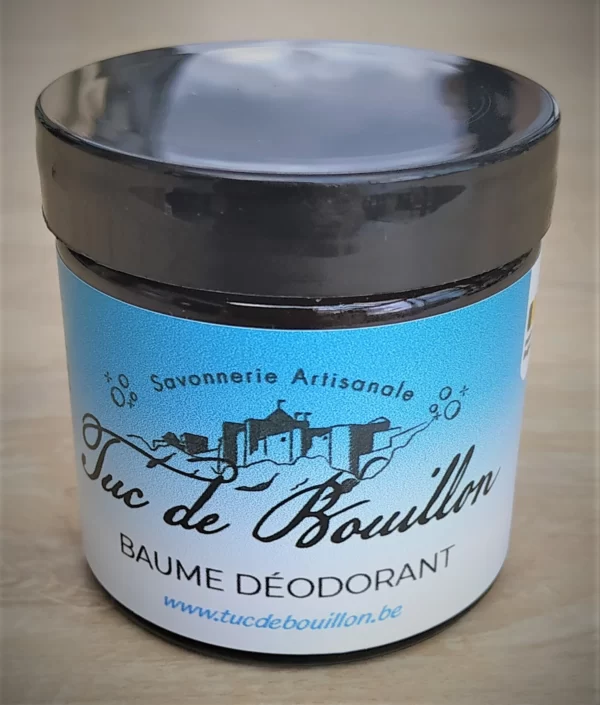 Savonnerie Artisanale
Tuc de Bouillon
BAUME DÉODORANT
www.tucdebouillon.be